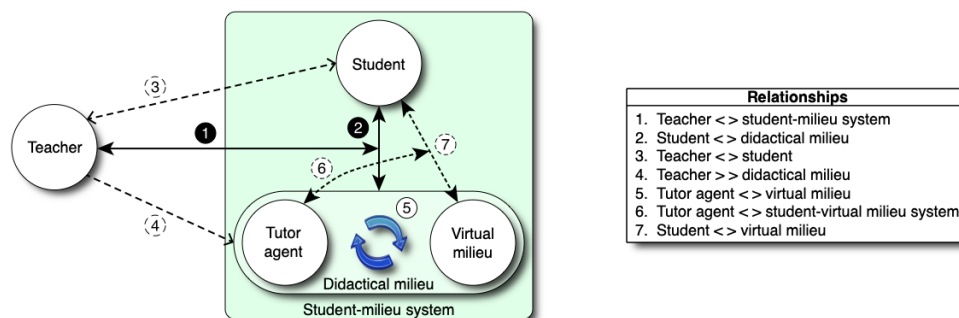 Student
3
Teacher
1
2
7
6
4
5
Tutor
agent
Virtual
milieu
Didactical milieu
Student-milieu system
Relationships
1. Teacher <> student-milieu system
2. Student <> didactical milieu
3. Teacher <> student
4. Teacher >> didactical milieu
5. Tutor agent <> virtual milieu
6. Tutor agent <> student-virtual milieu system
7. Student <> virtual milieu